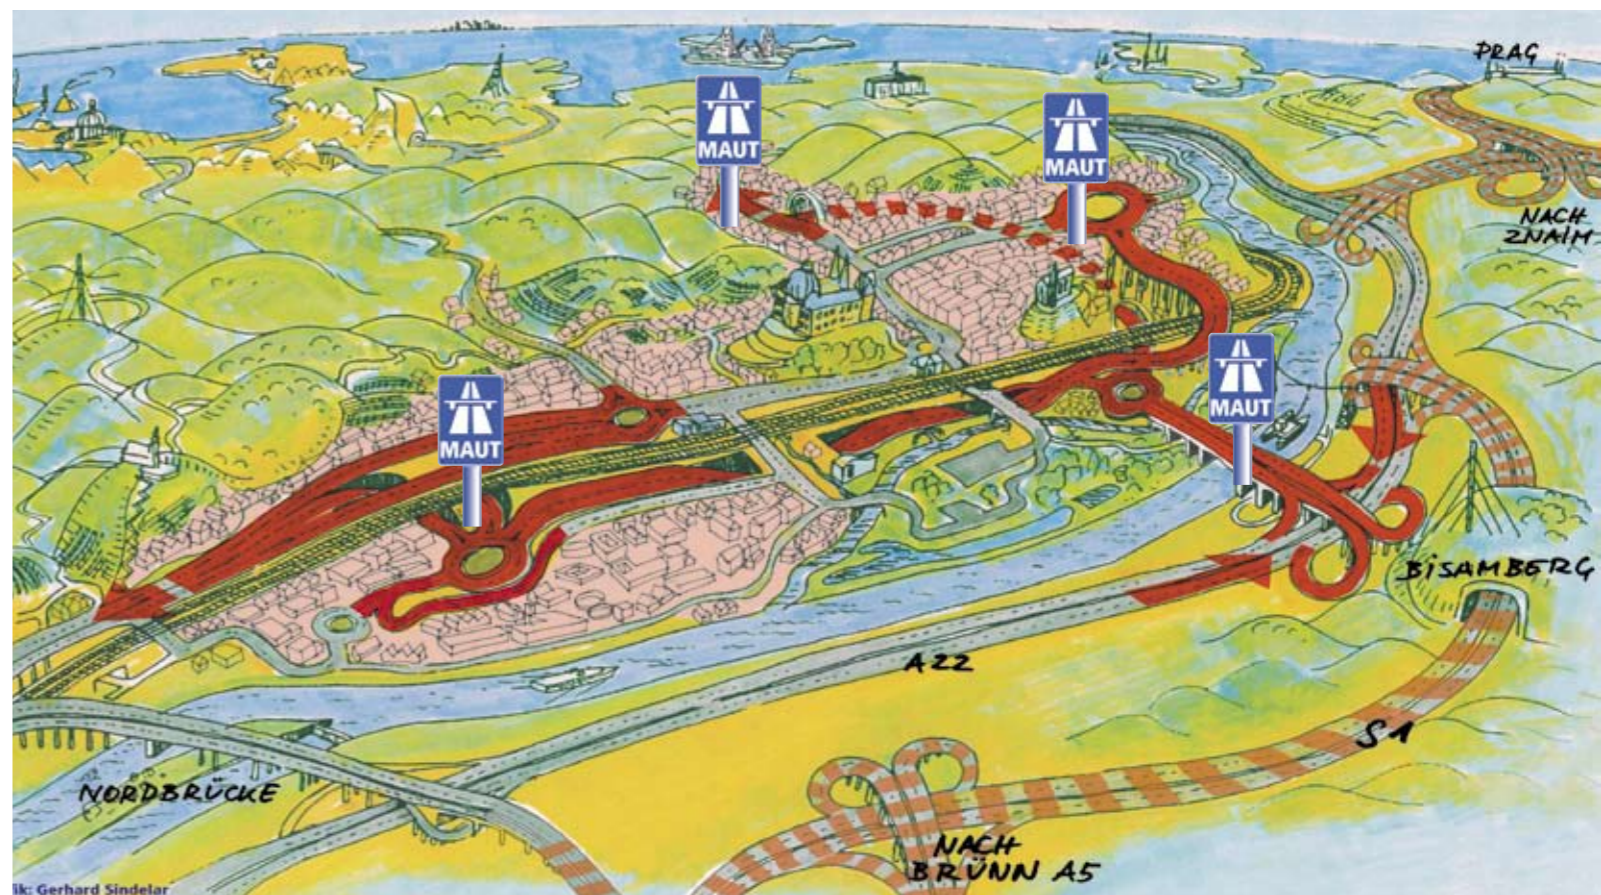 PRAG
MAUT
MAUT
NACH
ZNAIM
MAUT
MAUT
BISAMBERG
A22
S1
NORDBRÜCKE
NACH
BRÜNN A5
ik: Gerhard Sindelar